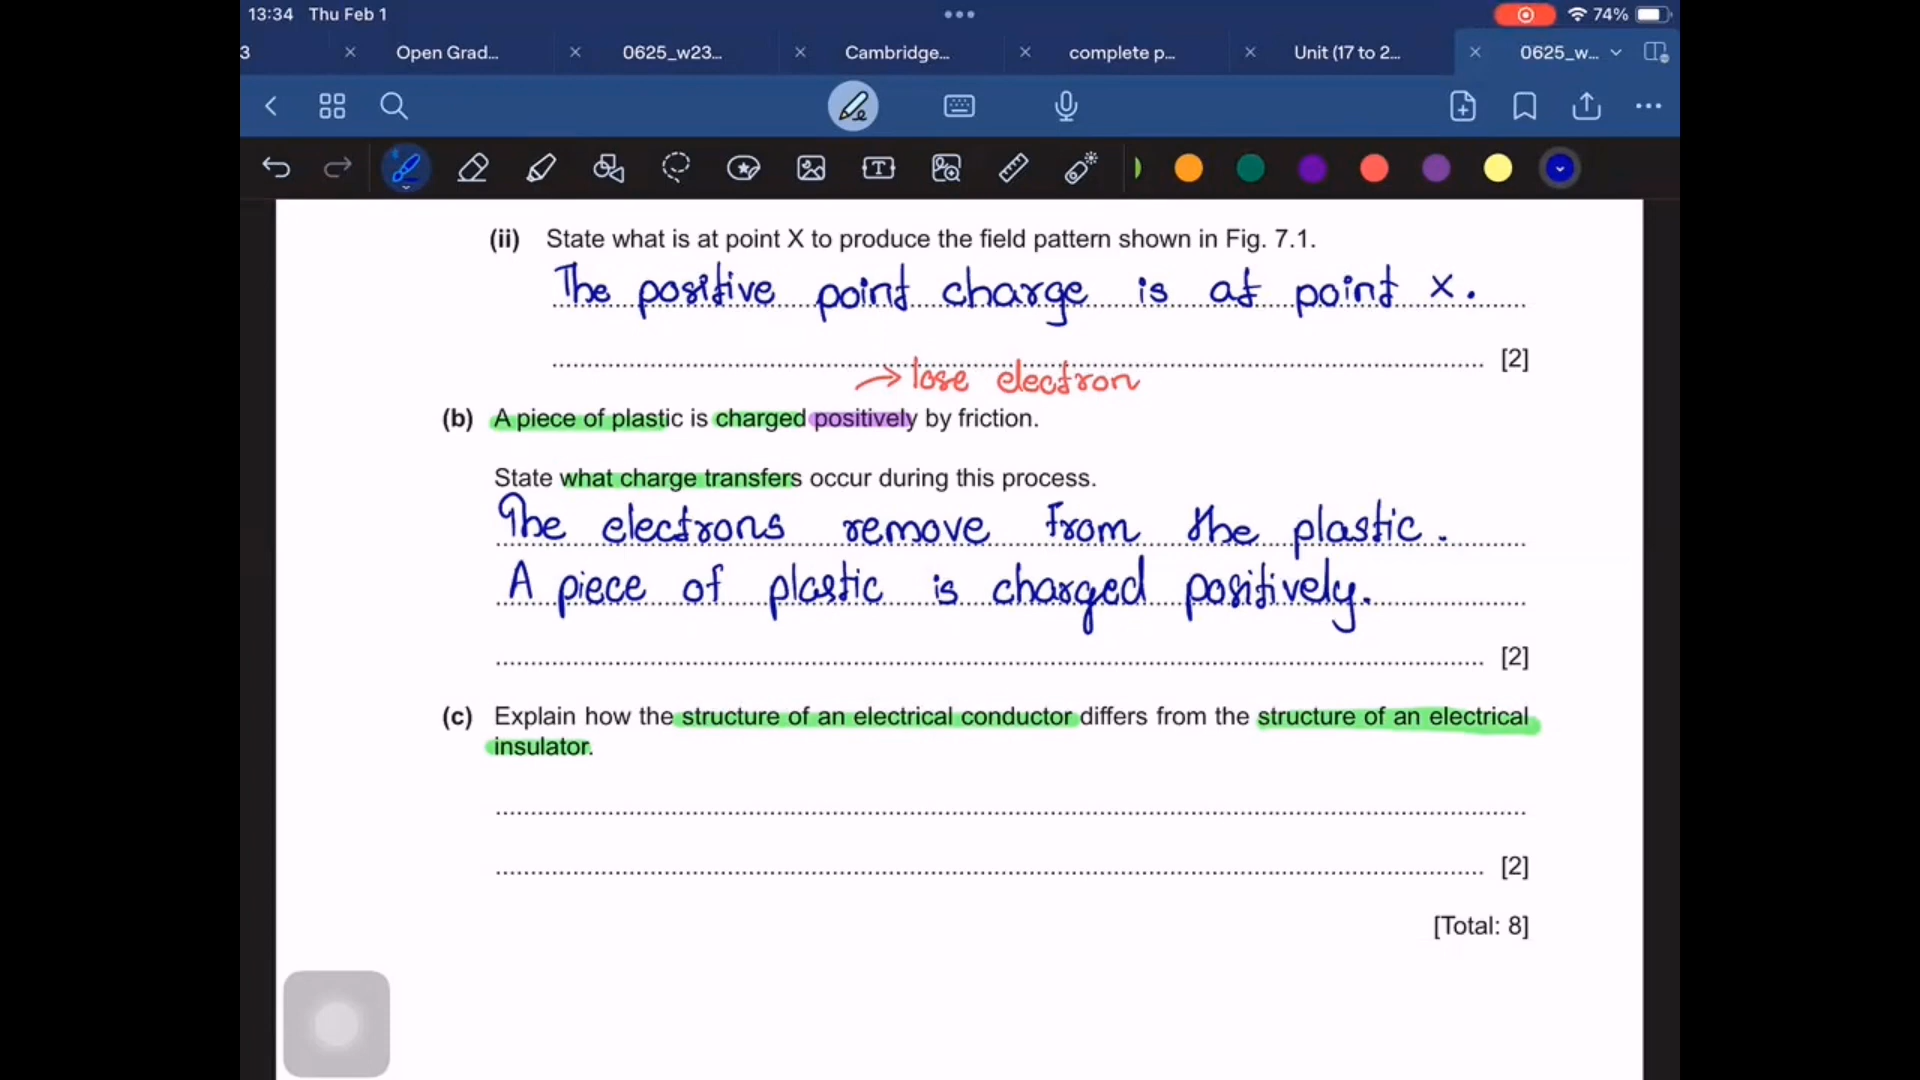 13:34 Thu Feb 1
74%
3
Open Grad...
0625_w23...
Cambridge...
complete p...
Unit (17 to 2...
0625_w...
(ii) State what is at point X to produce the field pattern shown in Fig. 7.1.
The positive point charge is at point X.
[2]
→ lose electron
(b) A piece of plastic is charged positively by friction.
State what charge transfers occur during this process.
The electrons remove from the plastic.
A piece of plastic is charged positively.
[2]
(c) Explain how the structure of an electrical conductor differs from the structure of an electrical
insulator.
[2]
[Total: 8]